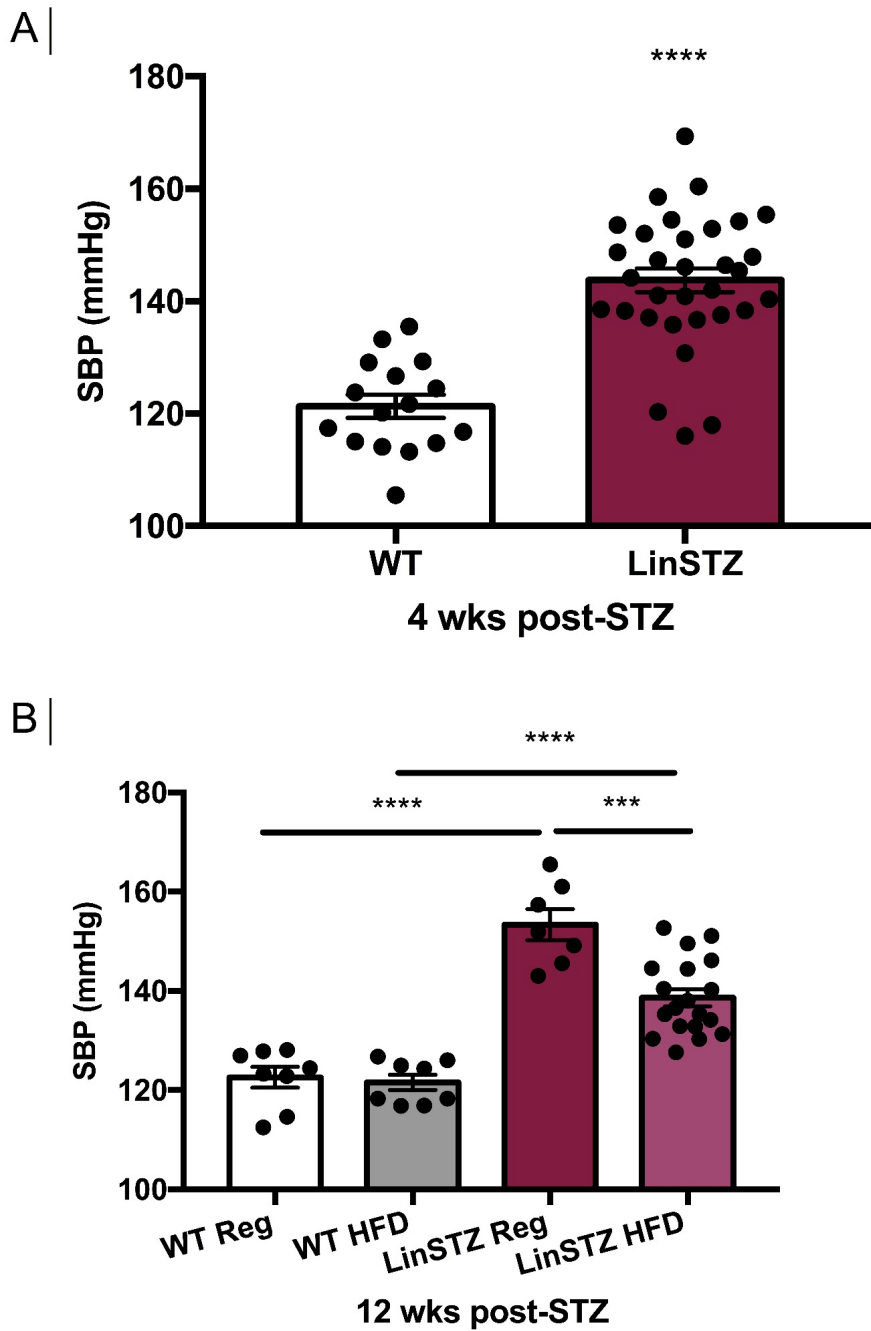 A
****
180
160
140
120
100
SBP (mmHg)
WT
LinSTZ
4 wks post-STZ
B
****
****
***
180
160
140
120
100
SBP (mmHg)
WT Reg
WT HFD
LinSTZ Reg
LinSTZ HFD
12 wks post-STZ